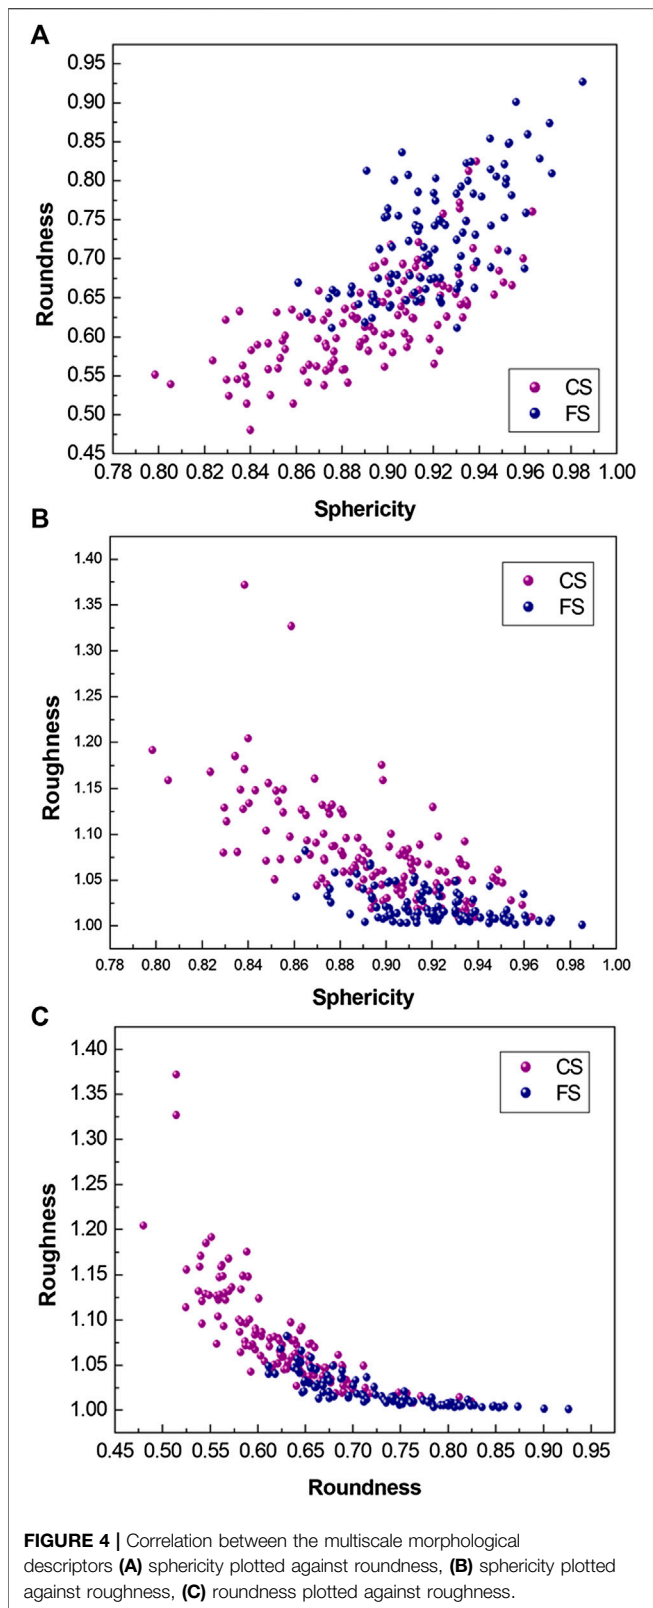 A
0.95
0.90
0.85
0.80
0.75
0.70
0.65
0.60
0.55
0.50
0.45
Roundness
CS
FS
0.78 0.80 0.82 0.84 0.86 0.88 0.90 0.92 0.94 0.96 0.98 1.00
Sphericity
B
1.40
1.35
1.30
1.25
1.20
1.15
1.10
1.05
1.00
Roughness
CS
FS
0.78 0.80 0.82 0.84 0.86 0.88 0.90 0.92 0.94 0.96 0.98 1.00
Sphericity
C
1.40
1.35
1.30
1.25
1.20
1.15
1.10
1.05
1.00
Roughness
CS
FS
0.45 0.50 0.55 0.60 0.65 0.70 0.75 0.80 0.85 0.90 0.95
Roundness
FIGURE 4 | Correlation between the multiscale morphological
descriptors (A) sphericity plotted against roundness, (B) sphericity plotted
against roughness, (C) roundness plotted against roughness.